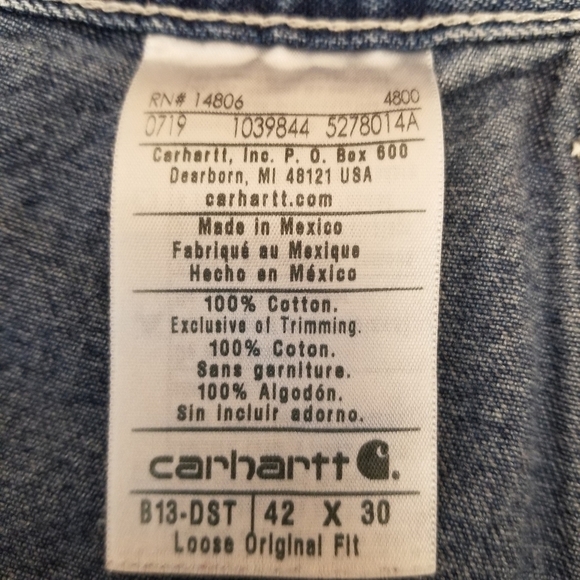 RN# 14806 4800
0719 1039844 5278014A
Carhartt, Inc. P. O. Box 600
Dearborn, MI 48121 USA
carhartt.com
Made in Mexico
Fabriqué au Mexique
Hecho en México
100% Cotton.
Exclusive of Trimming.
100% Coton.
Sans garniture.
100% Algodón.
Sin incluir adorno.
carhartt
B13-DST 42 X 30
Loose Original Fit